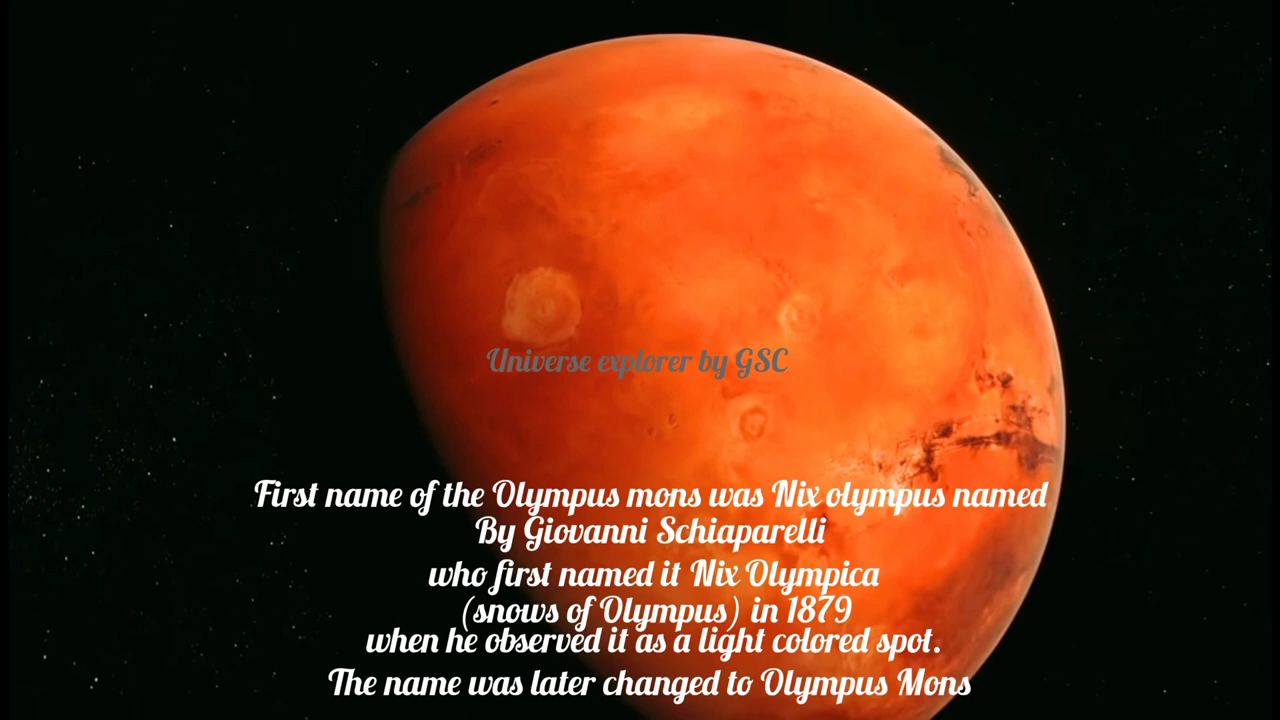 Universe explorer by GSC
First name of the Olympus mons was Nix olympus named
By Giovanni Schiaparelli
who first named it Nix Olympica
(snows of Olympus) in 1879
when he observed it as a light colored spot.
The name was later changed to Olympus Mons